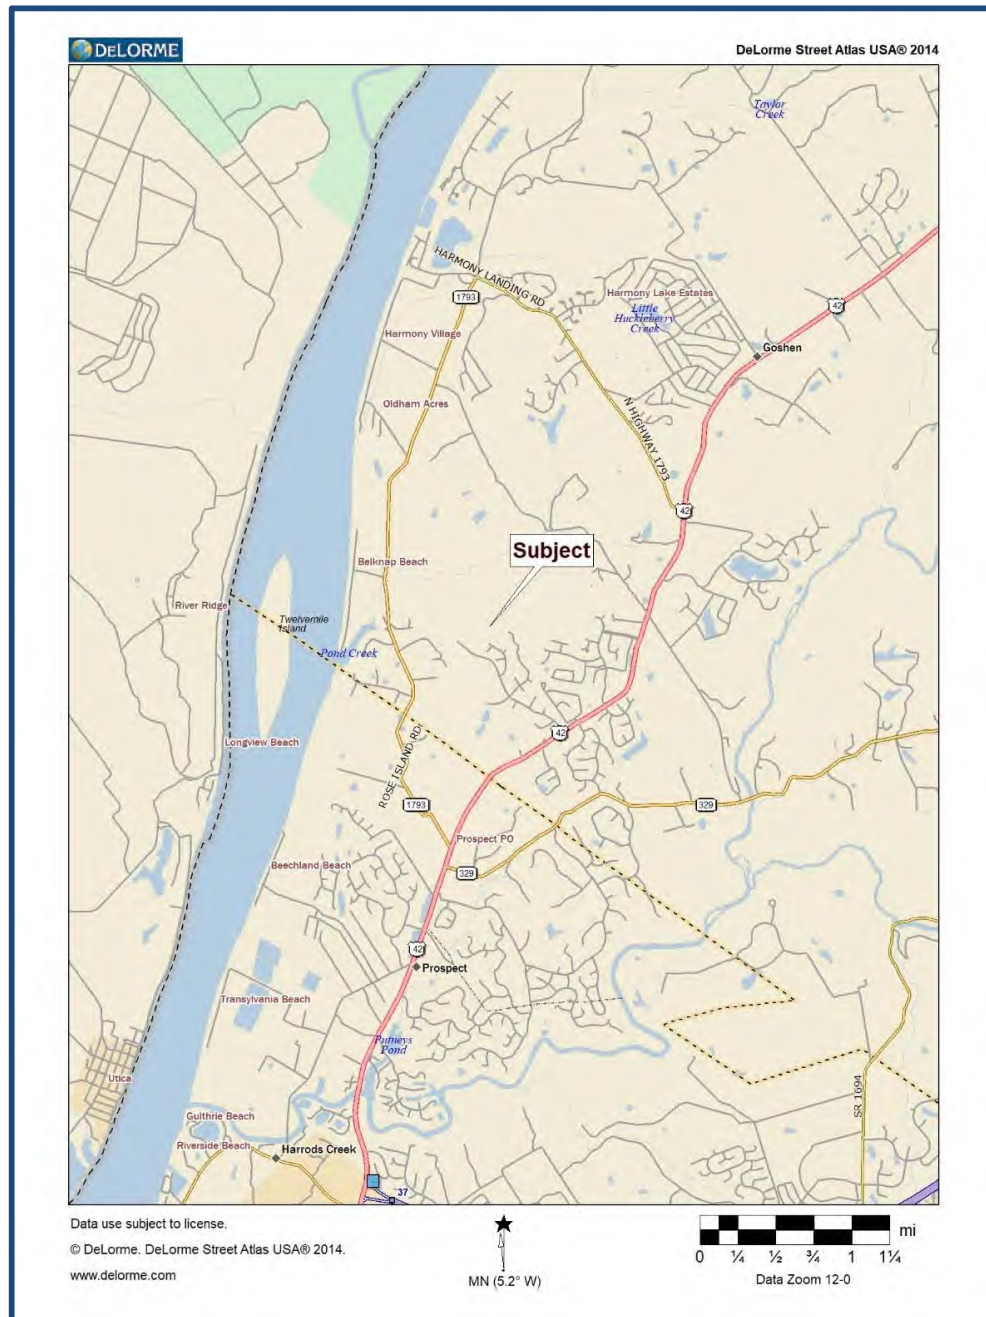 DELORME
DeLorme Street Atlas USA® 2014
Taylor
Creek
HARMONY LANDING RD
1793
Harmony Lake Estates
Little
Huckleberry
Creek
42
Harmony Village
Goshen
Oldham Acres
N HIGHWAY 1793
42
Subject
Belknap Beach
River Ridge
Twelvemile
Island
Pond Creek
42
Longview Beach
ROSE ISLAND RD
1793
329
Prospect PO
Beechland Beach
329
42
Prospect
Transylvania Beach
Putneys
Pond
Utica
SR 1694
Gulthrie Beach
Riverside Beach
Harrods Creek
37
Data use subject to license.
© DeLorme. DeLorme Street Atlas USA® 2014.
www.delorme.com
MN (5.2° W)
mi
0 ¼ ½ ¾ 1 1¼
Data Zoom 12-0